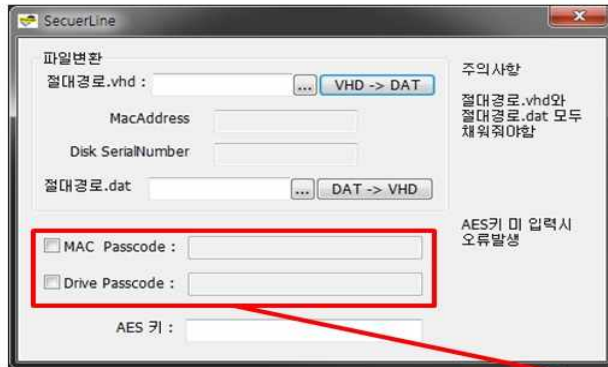 SecuerLine
파일변환
절대경로.vhd :
...
VHD -> DAT
MacAddress
Disk SerialNumber
절대경로.dat
...
DAT -> VHD
주의사항
절대경로.vhd와
절대경로.dat 모두
채워줘야함
MAC Passcode :
Drive Passcode :
AES키 미 입력시
오류발생
AES 키 :